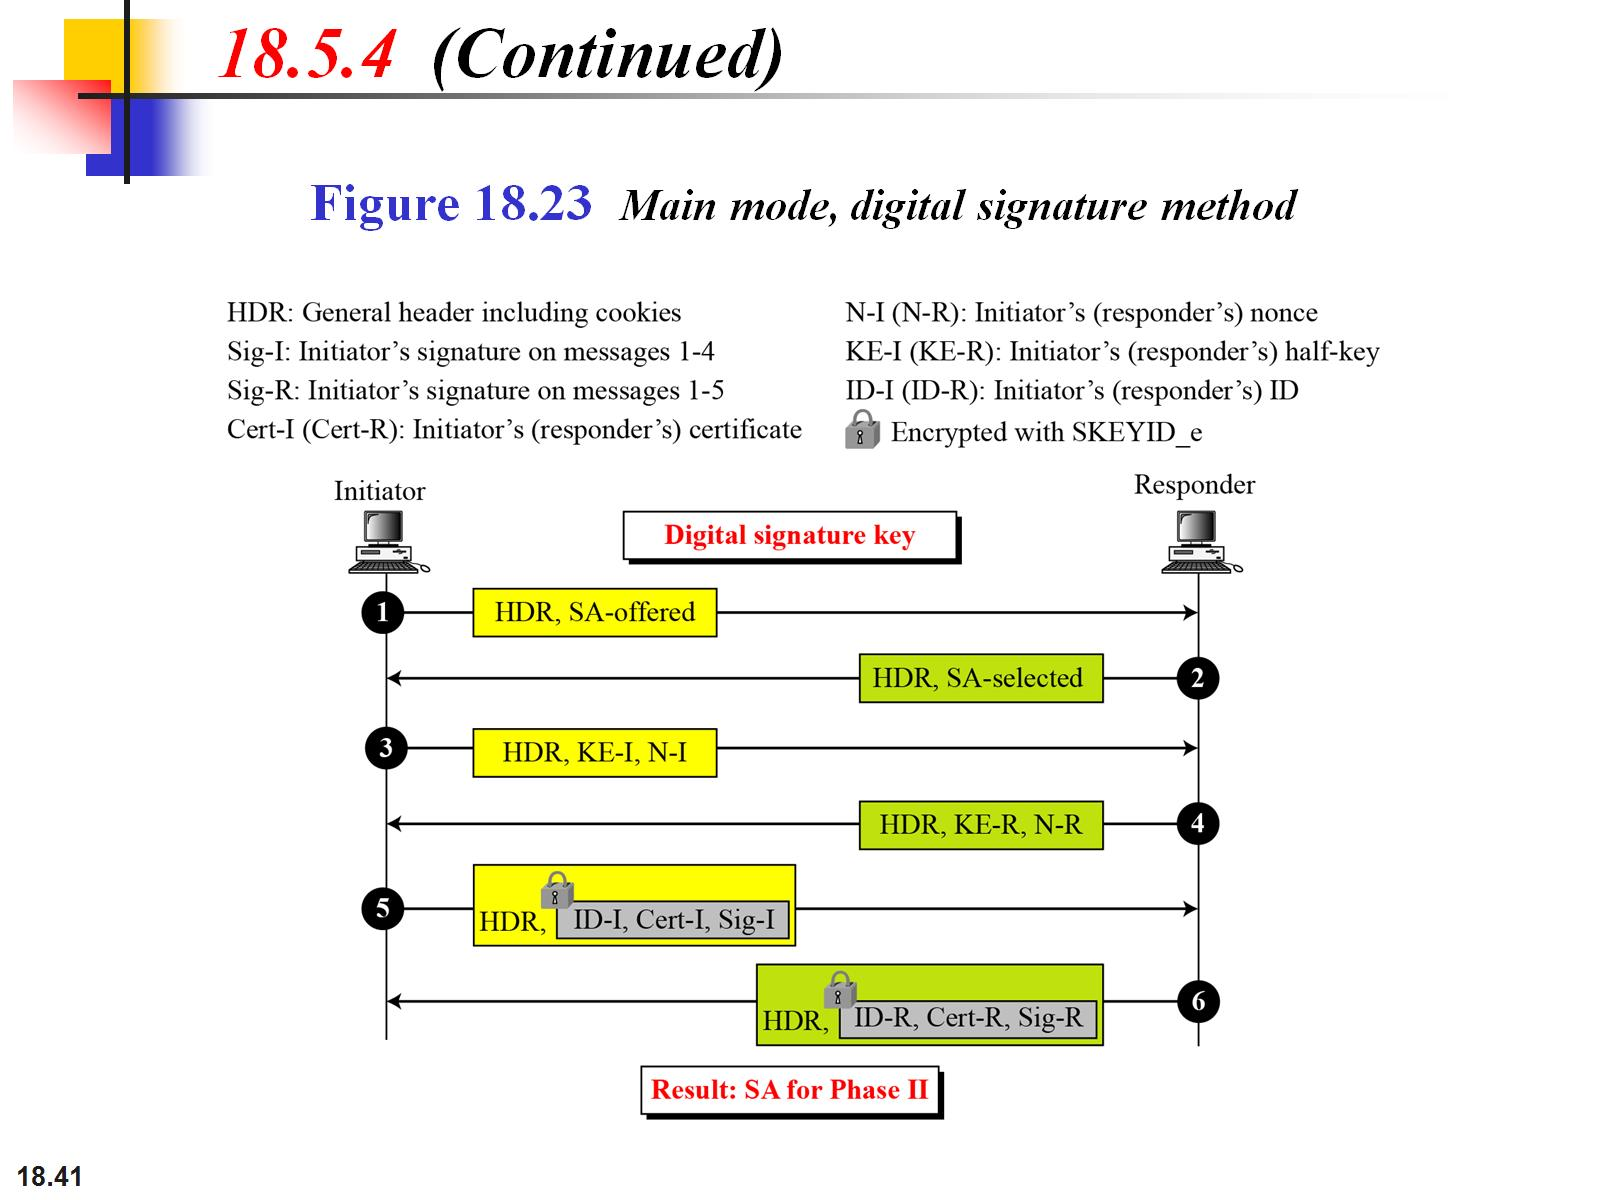 18.5.4 (Continued)
Figure 18.23 Main mode, digital signature method
HDR: General header including cookies
Sig-I: Initiator’s signature on messages 1-4
Sig-R: Initiator’s signature on messages 1-5
Cert-I (Cert-R): Initiator’s (responder’s) certificate
N-I (N-R): Initiator’s (responder’s) nonce
KE-I (KE-R): Initiator’s (responder’s) half-key
ID-I (ID-R): Initiator’s (responder’s) ID
Encrypted with SKEYID_e
Initiator
Responder
Digital signature key
1 HDR, SA-offered
HDR, SA-selected 2
3 HDR, KE-I, N-I
HDR, KE-R, N-R 4
5 HDR, ID-I, Cert-I, Sig-I
HDR, ID-R, Cert-R, Sig-R 6
Result: SA for Phase II
18.41